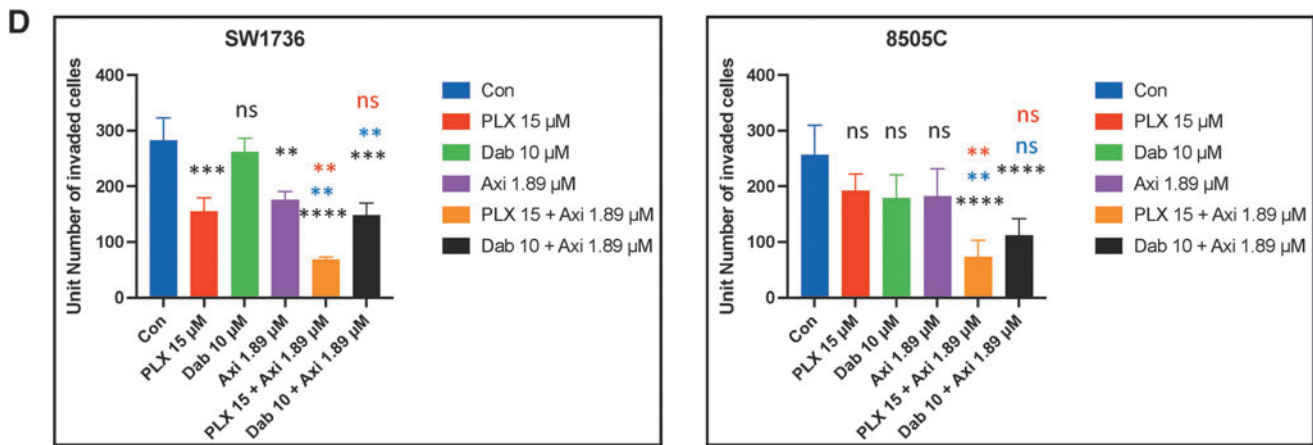 D
SW1736
Unit Number of invaded celles
400
300
200
100
0
***
ns
**
**
**
****
ns
**
***
Con
PLX 15 µM
Dab 10 µM
Axi 1.89 µM
PLX 15 + Axi 1.89 µM
Dab 10 + Axi 1.89 µM
Con
PLX 15 µM
Dab 10 µM
Axi 1.89 µM
PLX 15 + Axi 1.89 µM
Dab 10 + Axi 1.89 µM
8505C
Unit Number of invaded celles
400
300
200
100
0
ns
ns
ns
**
**
****
ns
ns
****
Con
PLX 15 µM
Dab 10 µM
Axi 1.89 µM
PLX 15 + Axi 1.89 µM
Dab 10 + Axi 1.89 µM
Con
PLX 15 µM
Dab 10 µM
Axi 1.89 µM
PLX 15 + Axi 1.89 µM
Dab 10 + Axi 1.89 µM